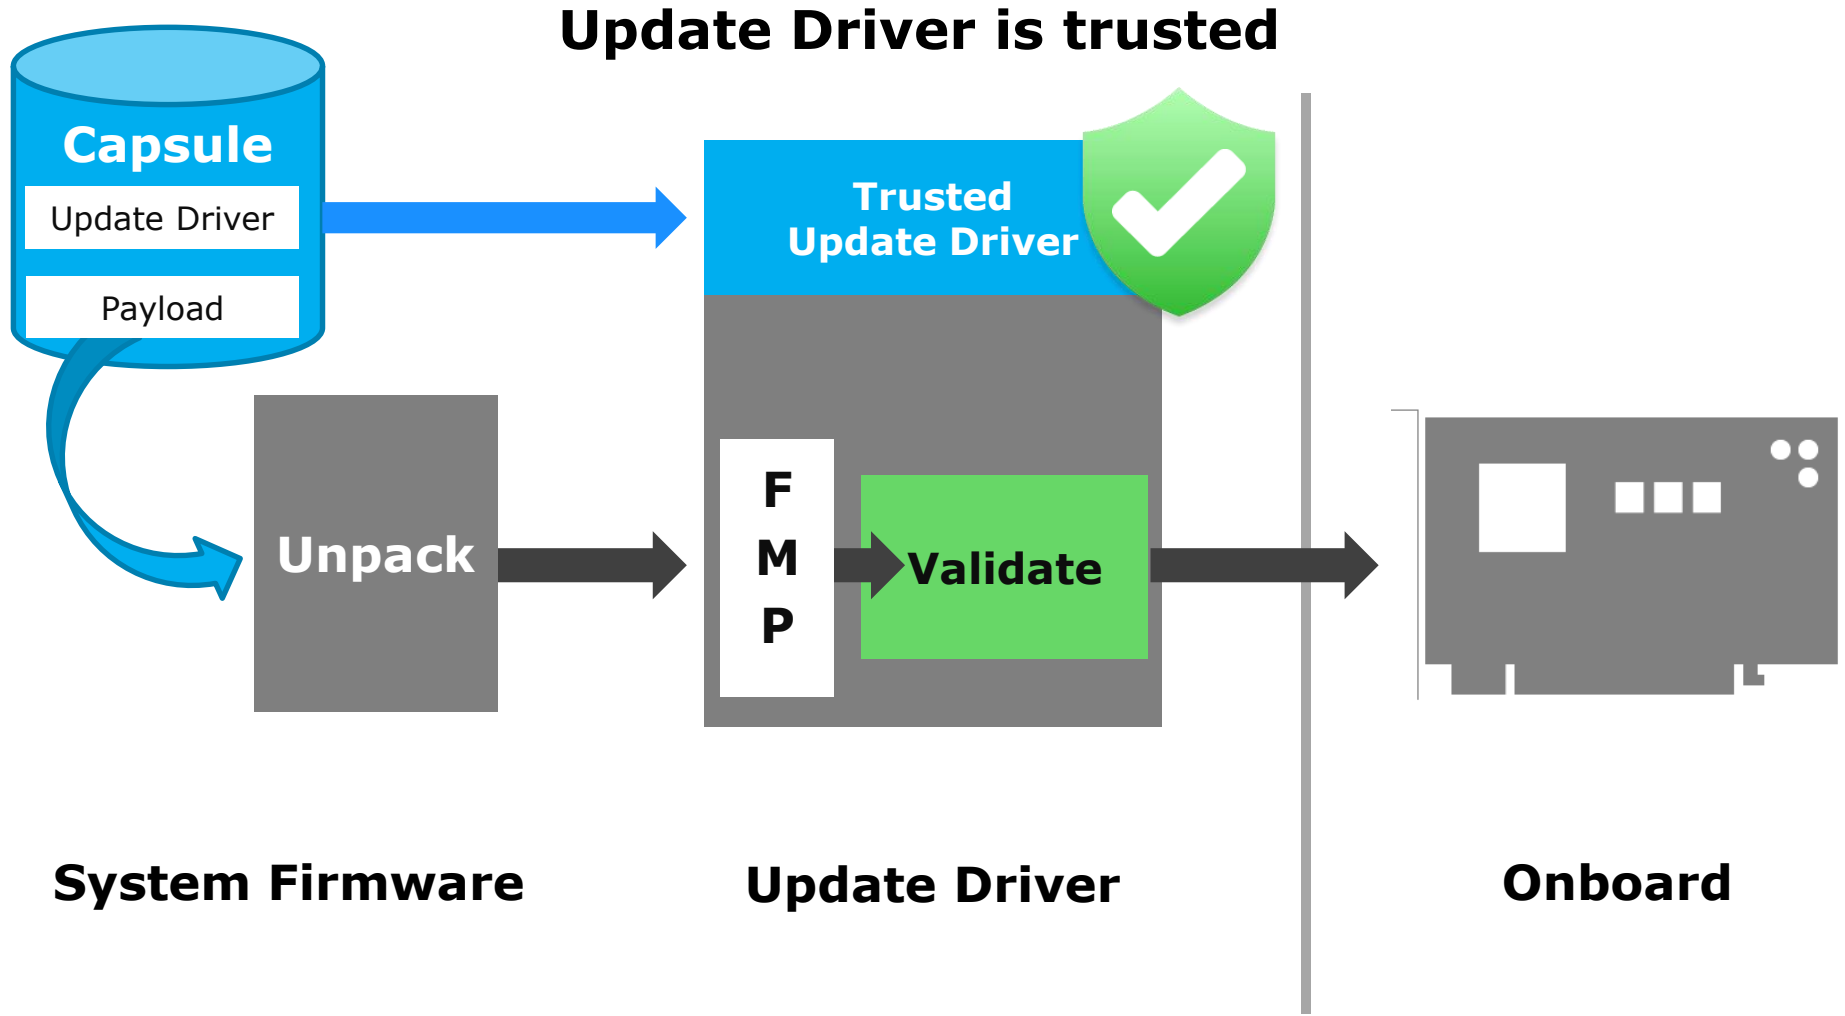 Update Driver is trusted
Capsule
Update Driver
Payload
Trusted
Update Driver
Unpack
F
M
P
Validate
System Firmware
Update Driver
Onboard